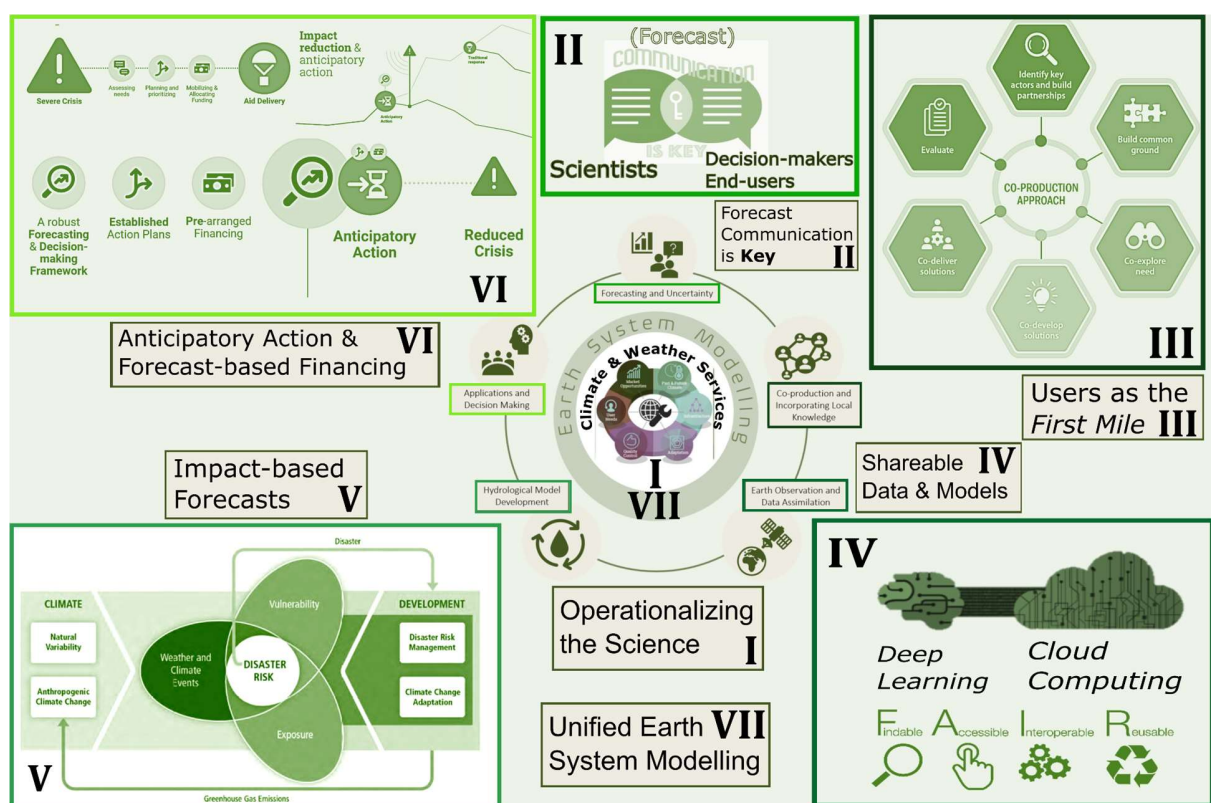 Severe Crisis
Assessing
needs
Planning and
prioritizing
Mobilizing &
Allocating
Funding
Aid Delivery
Impact
reduction &
anticipatory
action
Anticipatory
Action
Traditional
response
A robust
Forecasting
& Decision-
making
Framework
Established
Action Plans
Pre-arranged
Financing
Anticipatory
Action
Reduced
Crisis
VI
Anticipatory Action &
Forecast-based Financing
VI
II
(Forecast)
COMMUNICATION
IS KEY
Scientists
Decision-makers
End-users
Forecast
Communication
is Key
II
Identify key
actors and build
partnerships
Build common
ground
Co-explore
need
Co-develop
solutions
Co-deliver
solutions
Evaluate
CO-PRODUCTION
APPROACH
III
Users as the
First Mile
III
Forecasting and Uncertainty
Applications and
Decision Making
Co-production and
Incorporating Local
Knowledge
Hydrological Model
Development
Earth Observation and
Data Assimilation
Earth System Modelling
Climate & Weather Services
Market
Opportunities
Quality
Control
Adaptation
I
VII
Shareable
Data & Models
IV
Impact-based
Forecasts
V
Operationalizing
the Science
I
Unified Earth
System Modelling
VII
Disaster
CLIMATE
Natural
Variability
Anthropogenic
Climate Change
Vulnerability
Weather and
Climate
Events
DISASTER
RISK
Exposure
DEVELOPMENT
Disaster Risk
Management
Climate Change
Adaptation
Greenhouse Gas Emissions
V
IV
Deep
Learning
Cloud
Computing
Findable Accessible Interoperable Reusable